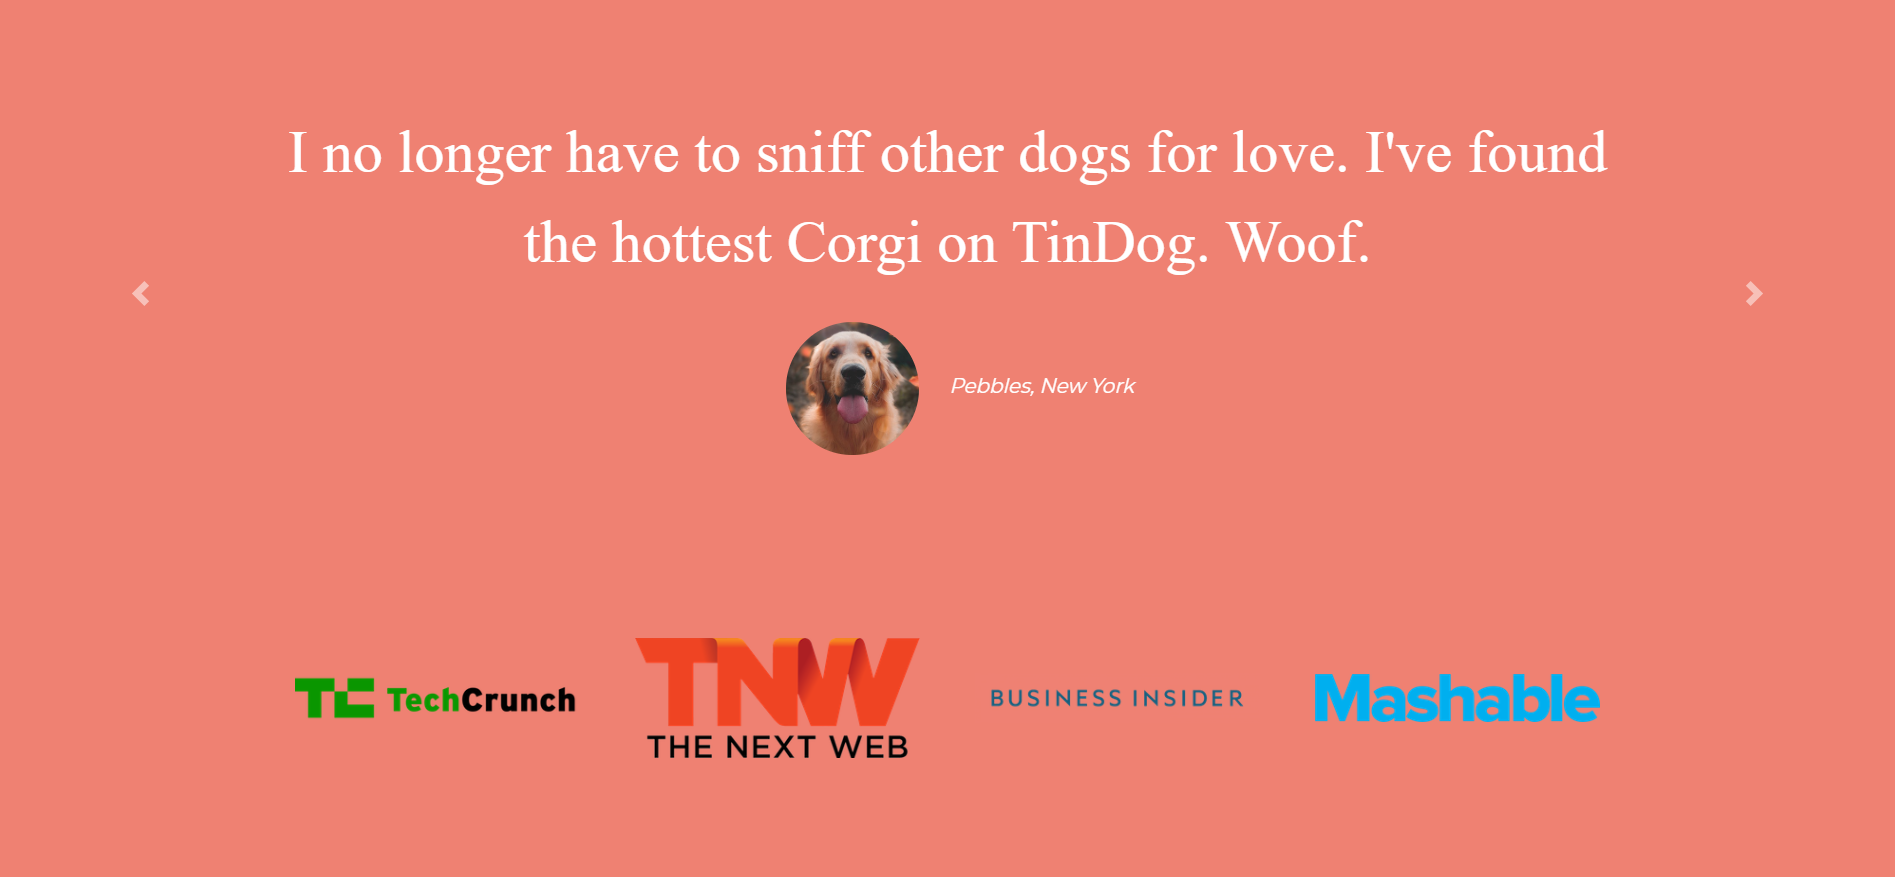 I no longer have to sniff other dogs for love. I've found
the hottest Corgi on TinDog. Woof.
Pebbles, New York
TC TechCrunch
TNW
THE NEXT WEB
BUSINESS INSIDER
Mashable